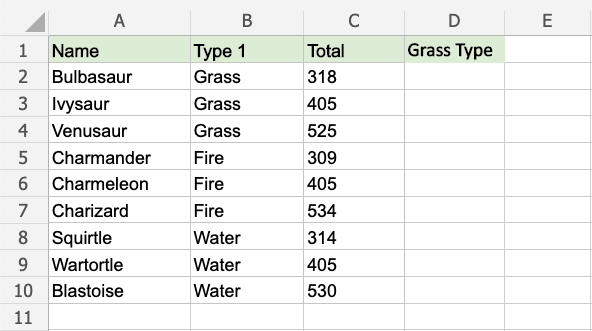 A B C D E
1 Name Type 1 Total Grass Type
2 Bulbasaur Grass 318
3 Ivysaur Grass 405
4 Venusaur Grass 525
5 Charmander Fire 309
6 Charmeleon Fire 405
7 Charizard Fire 534
8 Squirtle Water 314
9 Wartortle Water 405
10 Blastoise Water 530
11